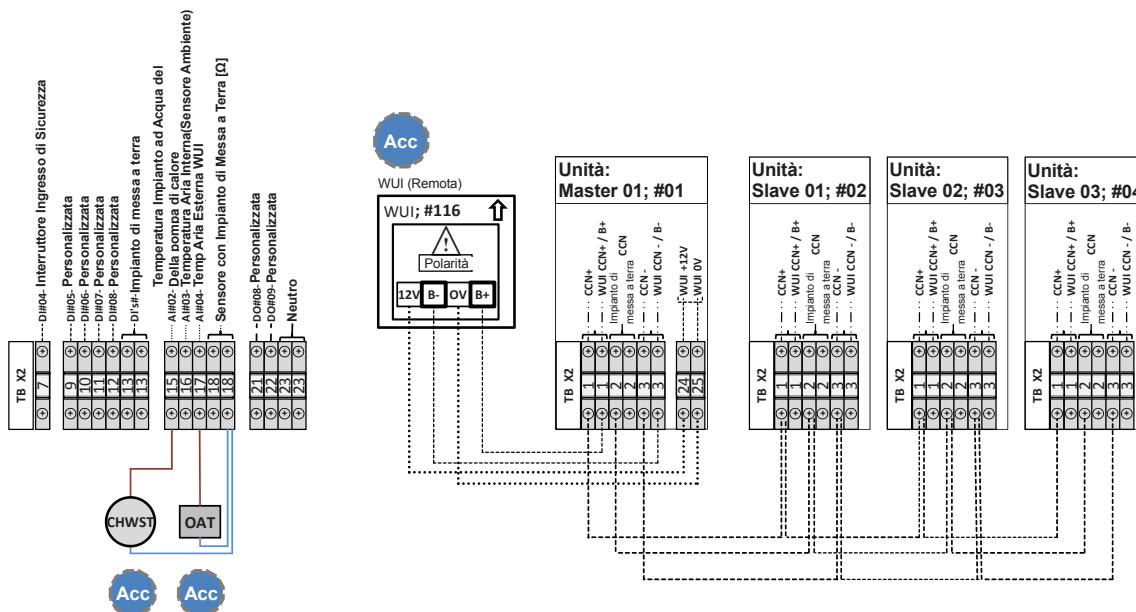 DI#04- Interruttore Ingresso di Sicurezza
DI#05- Personalizzata
DI#06- Personalizzata
DI#07- Personalizzata
DI#08- Personalizzata
DI's#-Impianto di messa a terra
Temperatura Impianto ad Acqua del
AI#02- Della pompa di calore
AI#03- Temperatura Aria Interna(Sensore Ambiente)
AI#04- Temp Aria Esterna WUI
Sensore con Impianto di Messa a Terra [Ω]
DO#08- Personalizzata
DO#09- Personalizzata
Neutro
TB X2
7
9
10
11
12
13
13
15
16
17
18
18
21
22
23
23
CHWST
OAT
Acc
Acc
Acc
WUI (Remota)
WUI; #116
Polarità
12V
B-
0V
B+
Unità:
Master 01; #01
CCN+
WUI CCN+ / B+
Impianto di
messa a terra
CCN
CCN -
WUI CCN - / B-
WUI +12V
WUI 0V
TB X2
1
1
2
2
3
3
24
25
Unità:
Slave 01; #02
CCN+
WUI CCN+ / B+
Impianto di
messa a terra
CCN
CCN -
WUI CCN - / B-
TB X2
1
1
2
2
3
3
Unità:
Slave 02; #03
CCN+
WUI CCN+ / B+
Impianto di
messa a terra
CCN
CCN -
WUI CCN - / B-
TB X2
1
1
2
2
3
3
Unità:
Slave 03; #04
CCN+
WUI CCN+ / B+
Impianto di
messa a terra
CCN
CCN -
WUI CCN - / B-
TB X2
1
1
2
2
3
3